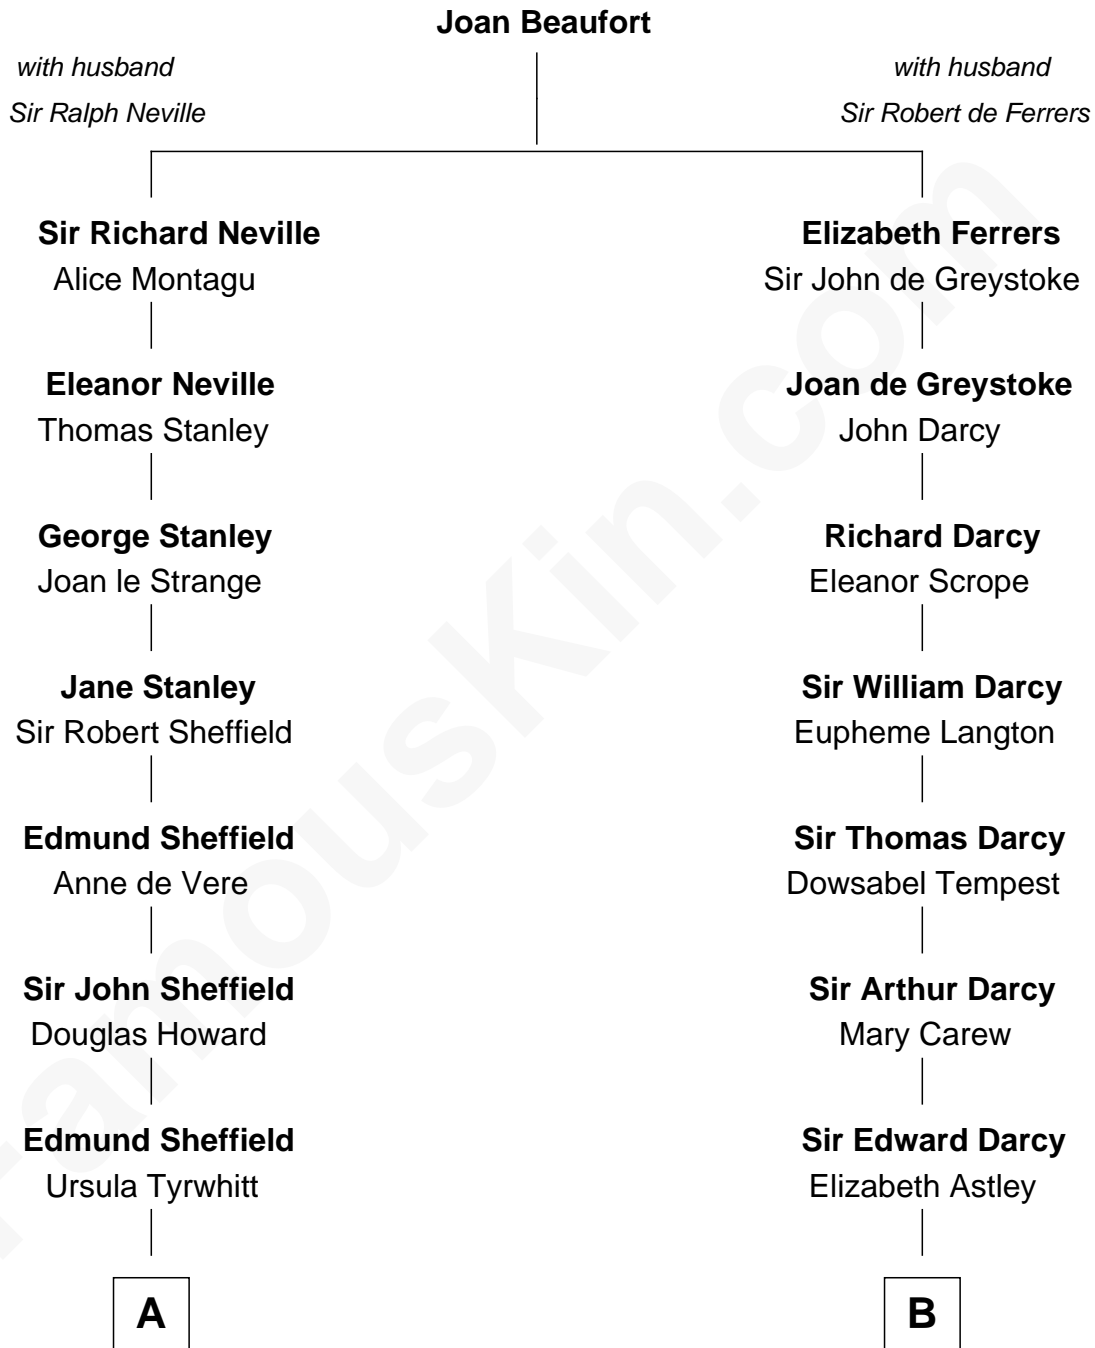 Joan Beaufort
with husband
Sir Ralph Neville
with husband
Sir Robert de Ferrers
Sir Richard Neville
Alice Montagu
Elizabeth Ferrers
Sir John de Greystoke
Eleanor Neville
Thomas Stanley
Joan de Greystoke
John Darcy
George Stanley
Joan le Strange
Richard Darcy
Eleanor Scrope
Jane Stanley
Sir Robert Sheffield
Sir William Darcy
Eupheme Langton
Edmund Sheffield
Anne de Vere
Sir Thomas Darcy
Dowsabel Tempest
Sir John Sheffield
Douglas Howard
Sir Arthur Darcy
Mary Carew
Edmund Sheffield
Ursula Tyrwhitt
Sir Edward Darcy
Elizabeth Astley
A
B
FamousKin.com